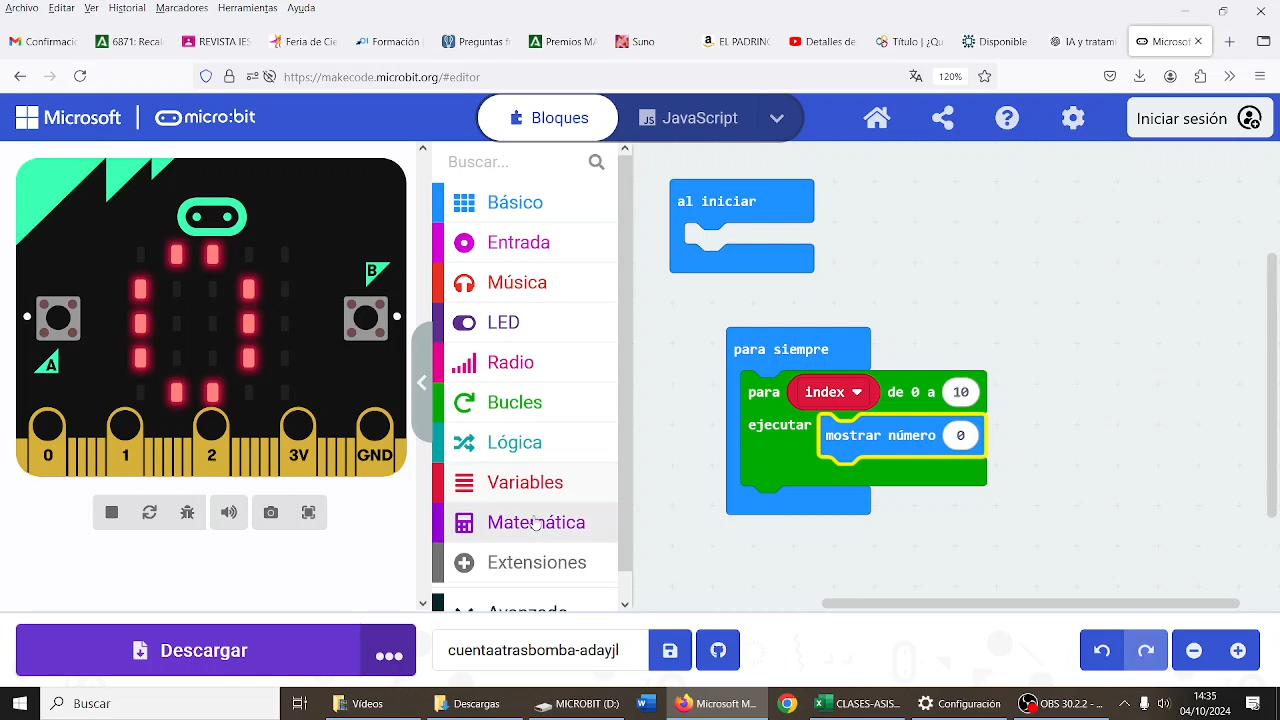 Archivo Editar Ver Historial Marcadores Herramientas Ayuda
Confirmaci 6871: Reca REVISTA IES Feria de Cie Formación Preguntas f Premios MA Suno EL PADRINO Detalles de Título | ¿Qu Disponible IA y tratami Microsof
https://makecode.microbit.org/#editor 120%
Microsoft micro:bit Bloques JS JavaScript Iniciar sesión
Buscar...
Básico
Entrada
Música
LED
Radio
Bucles
Lógica
Variables
Matemática
Extensiones
Avanzado
A
B
0 1 2 3V GND
al iniciar
para siempre
para index de 0 a 10
ejecutar mostrar número 0
Descargar cuentaatrasbomba-adayjl
Buscar Vídeos Descargas MICROBIT (D:) Microsoft M... CLASES-ASIS... Configuración OBS 30.2.2 - ... 14:35
04/10/2024